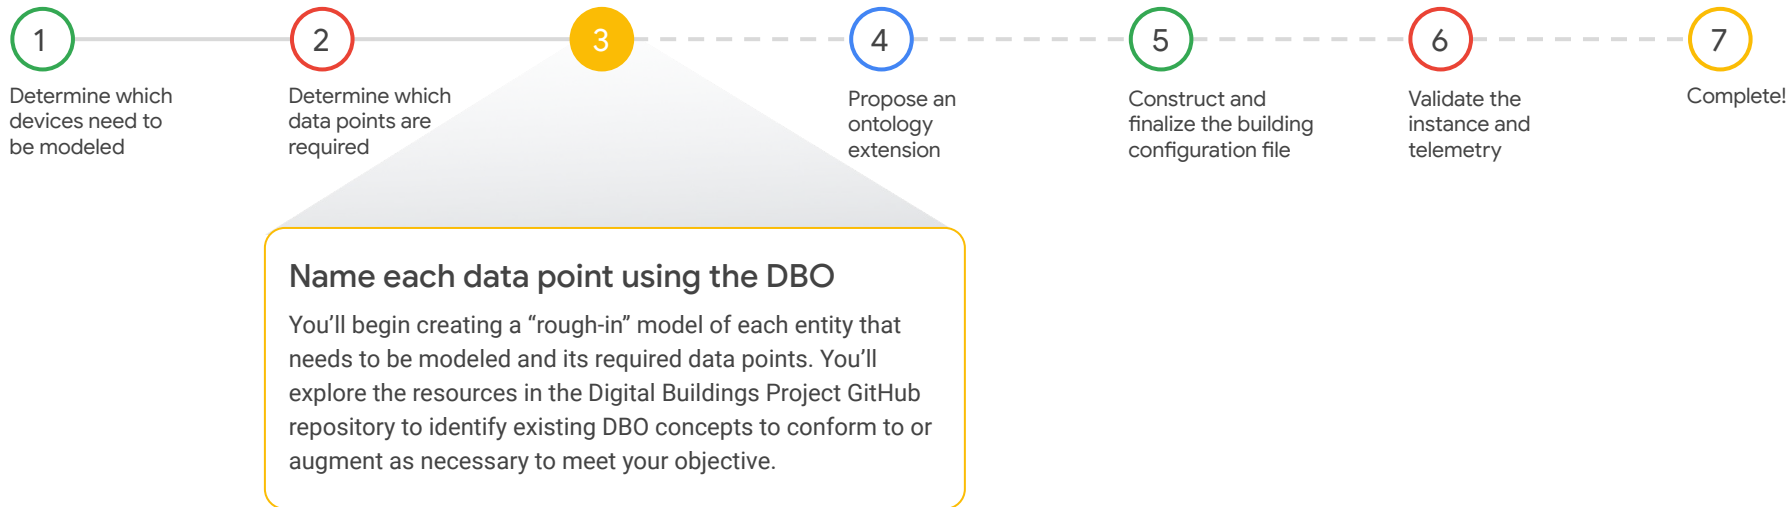 1
2
3
4
5
6
7
Determine which
devices need to
be modeled
Determine which
data points are
required
Propose an
ontology
extension
Construct and
finalize the building
configuration file
Validate the
instance and
telemetry
Complete!
Name each data point using the DBO
You’ll begin creating a “rough-in” model of each entity that
needs to be modeled and its required data points. You’ll
explore the resources in the Digital Buildings Project GitHub
repository to identify existing DBO concepts to conform to or
augment as necessary to meet your objective.